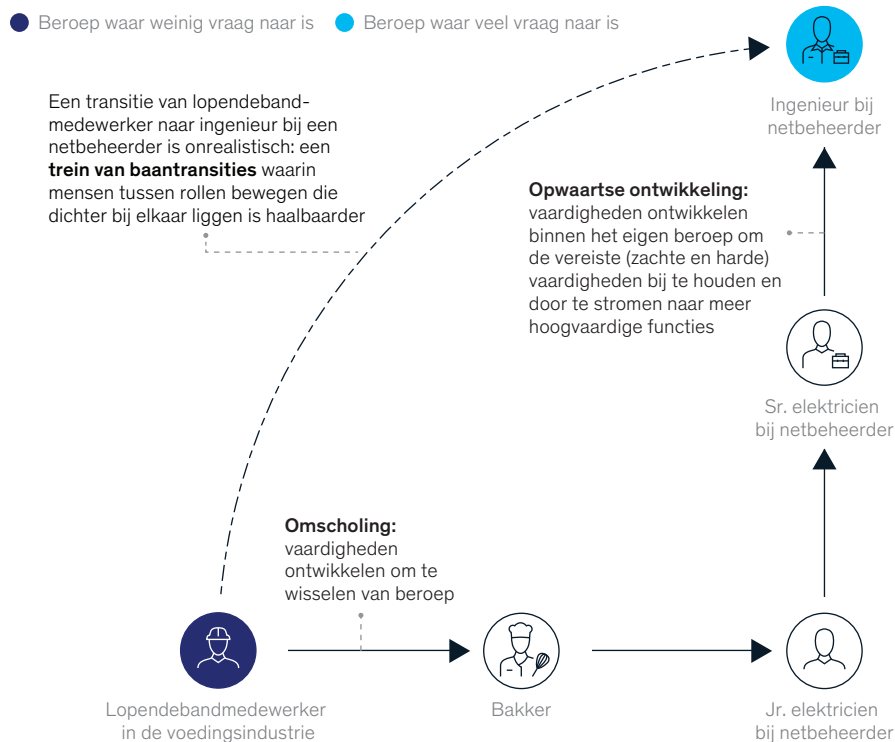 Beroep waar weinig vraag naar is
Beroep waar veel vraag naar is
Een transitie van lopendeband-
medewerker naar ingenieur bij een
netbeheerder is onrealistisch: een
trein van baantransities waarin
mensen tussen rollen bewegen die
dichter bij elkaar liggen is haalbaarder
Ingenieur bij
netbeheerder
Opwaartse ontwikkeling:
vaardigheden ontwikkelen
binnen het eigen beroep om
de vereiste (zachte en harde)
vaardigheden bij te houden en
door te stromen naar meer
hoogvaardige functies
Sr. elektricien
bij netbeheerder
Omscholing:
vaardigheden
ontwikkelen om te
wisselen van beroep
Lopendebandmedewerker
in de voedingsindustrie
Bakker
Jr. elektricien
bij netbeheerder